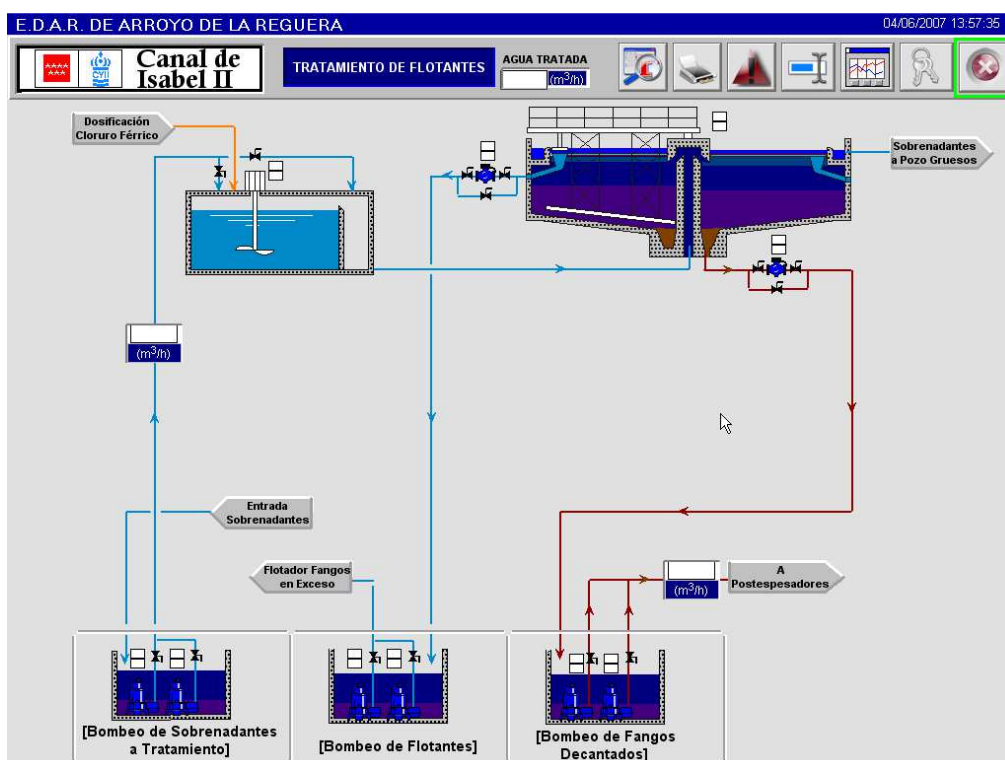 E.D.A.R. DE ARROYO DE LA REGUERA
04/06/2007 13:57:35
CYII
Canal de
Isabel II
TRATAMIENTO DE FLOTANTES
AGUA TRATADA
(m³/h)
Dosificación
Cloruro Férrico
Sobrenadantes
a Pozo Gruesos
(m³/h)
Entrada
Sobrenadantes
Flotador Fangos
en Exceso
(m³/h)
A
Postespesadores
[Bombeo de Sobrenadantes
a Tratamiento]
[Bombeo de Flotantes]
[Bombeo de Fangos
Decantados]